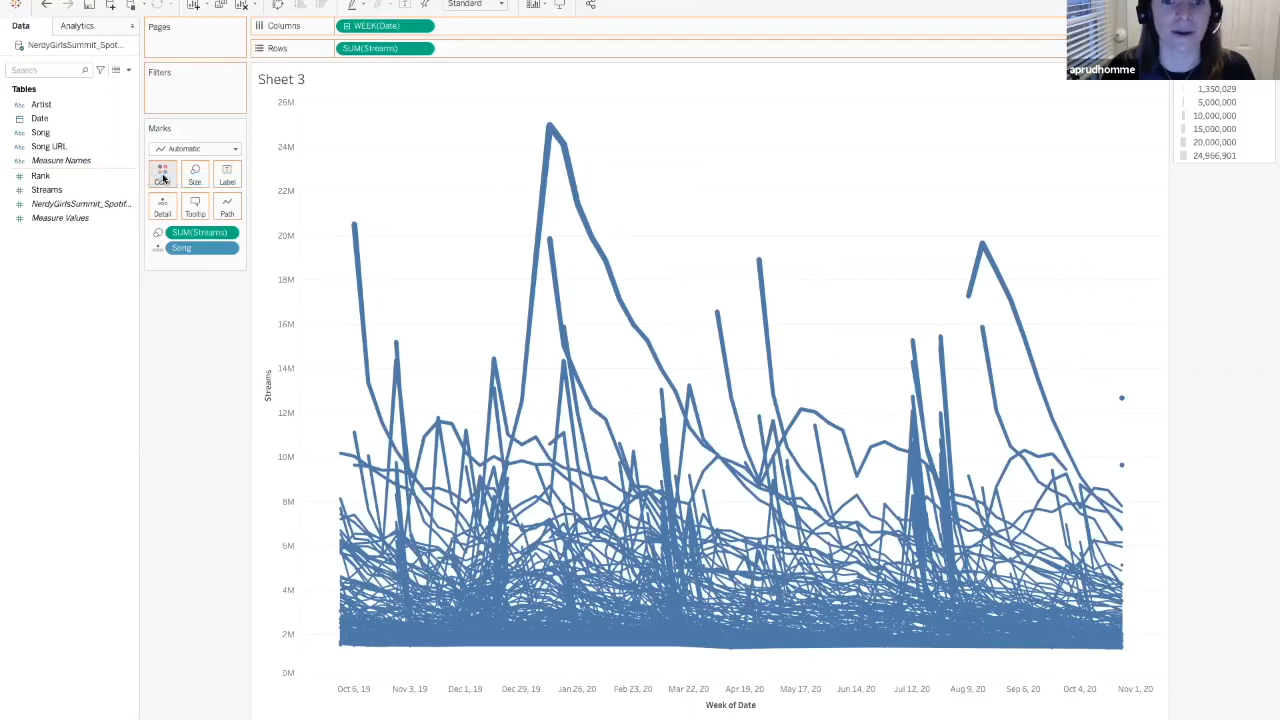 Standard
Data
Analytics
Pages
Columns
WEEK(Date)
Rows
SUM(Streams)
NerdyGirlsSummit_Spot...
Search
Filters
Tables
Abc Artist
Date
Abc Song
Abc Song URL
Abc Measure Names
Rank
Streams
NerdyGirlsSummit_Spotif...
Measure Values
Marks
Automatic
Color
Size
Label
Detail
Tooltip
Path
SUM(Streams)
Song
Sheet 3
26M
24M
22M
20M
18M
16M
14M
12M
10M
8M
6M
4M
2M
0M
Streams
Oct 6, 19
Nov 3, 19
Dec 1, 19
Dec 29, 19
Jan 26, 20
Feb 23, 20
Mar 22, 20
Apr 19, 20
May 17, 20
Jun 14, 20
Jul 12, 20
Aug 9, 20
Sep 6, 20
Oct 4, 20
Nov 1, 20
Week of Date
aprudhomme
1,350,029
5,000,000
10,000,000
15,000,000
20,000,000
24,966,901